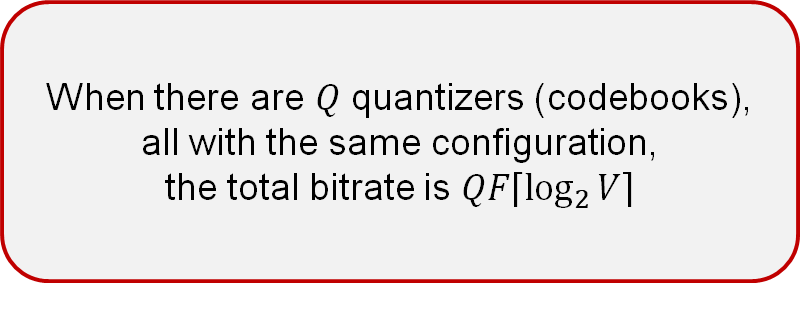 When there are 𝑄 quantizers (codebooks),
all with the same configuration,
the total bitrate is 𝑄𝐹⌈log₂ 𝑉⌉